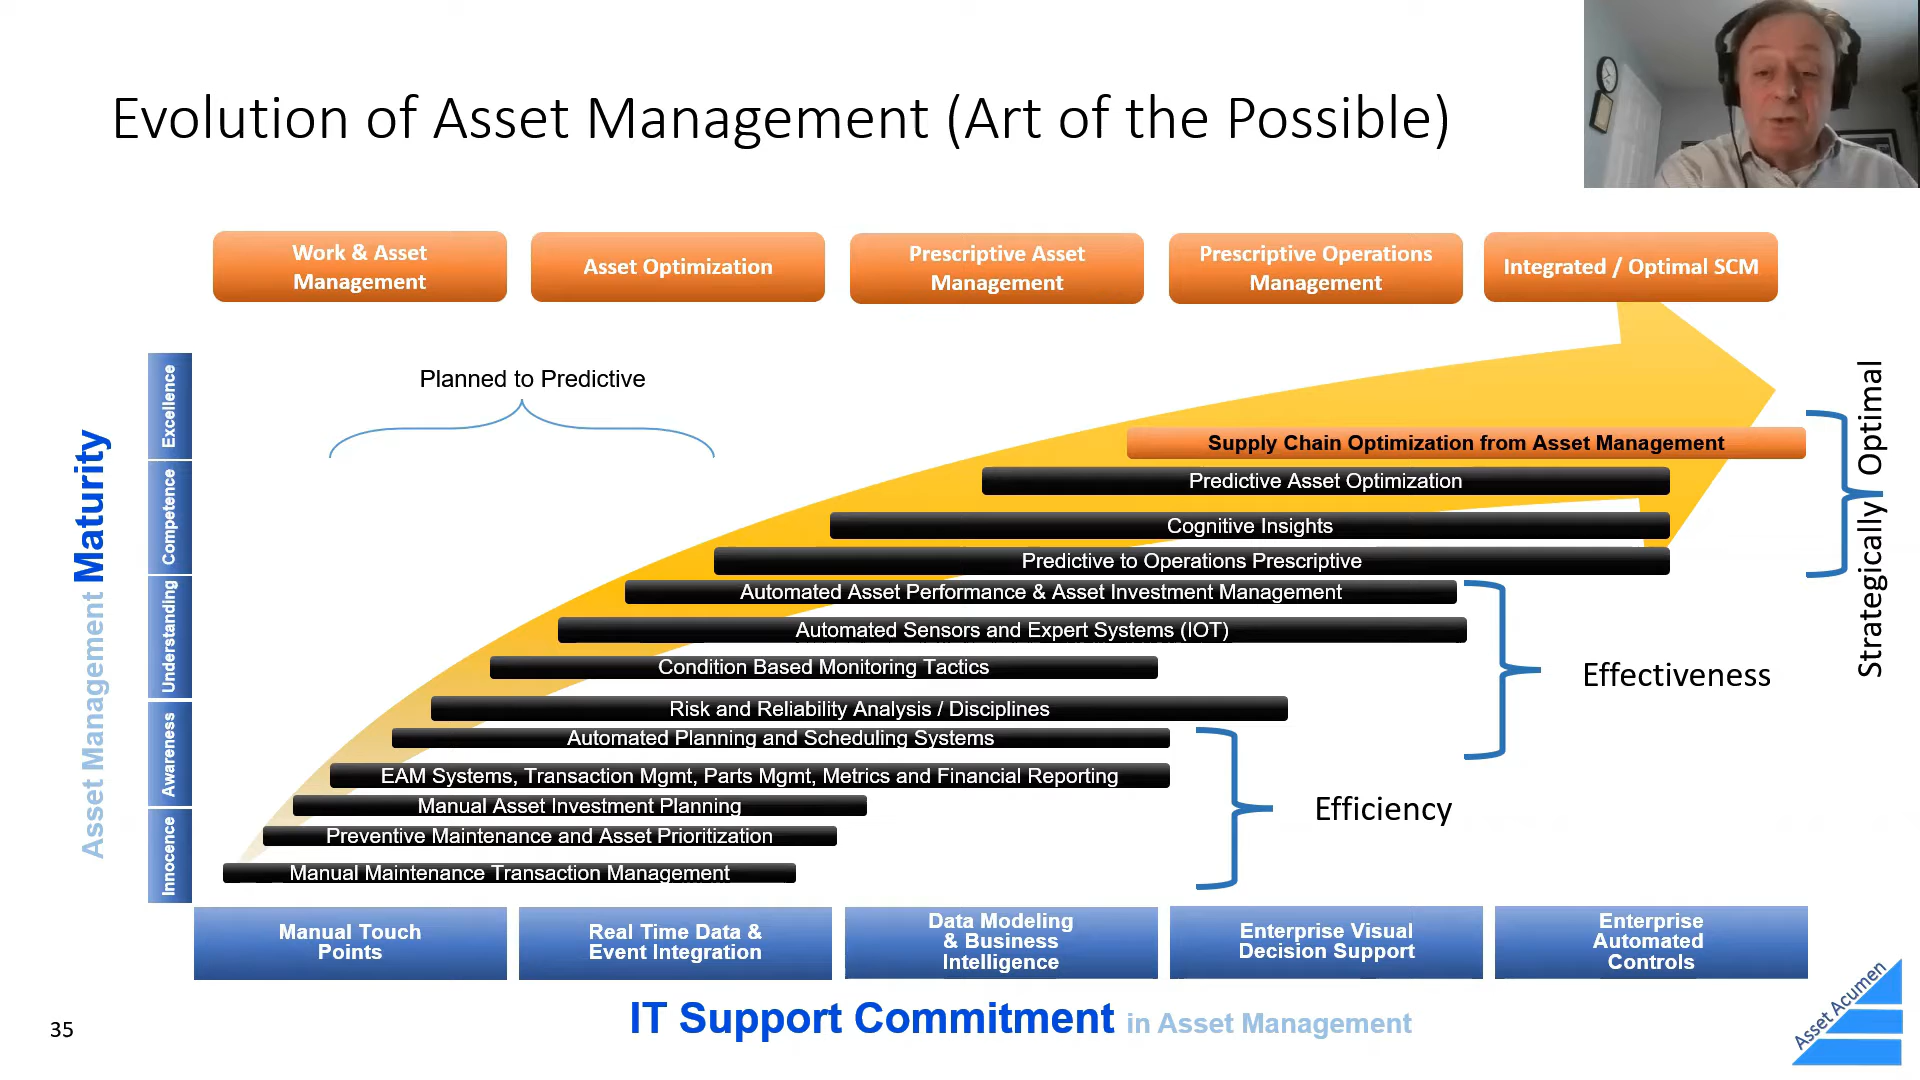 Evolution of Asset Management (Art of the Possible)
Work & Asset
Management
Asset Optimization
Prescriptive Asset
Management
Prescriptive Operations
Management
Integrated / Optimal SCM
Planned to Predictive
Asset Management Maturity
Excellence
Competence
Understanding
Awareness
Innocence
Supply Chain Optimization from Asset Management
Predictive Asset Optimization
Cognitive Insights
Predictive to Operations Prescriptive
Automated Asset Performance & Asset Investment Management
Automated Sensors and Expert Systems (IOT)
Condition Based Monitoring Tactics
Risk and Reliability Analysis / Disciplines
Automated Planning and Scheduling Systems
EAM Systems, Transaction Mgmt, Parts Mgmt, Metrics and Financial Reporting
Manual Asset Investment Planning
Preventive Maintenance and Asset Prioritization
Manual Maintenance Transaction Management
Strategically Optimal
Effectiveness
Efficiency
Manual Touch
Points
Real Time Data &
Event Integration
Data Modeling
& Business
Intelligence
Enterprise Visual
Decision Support
Enterprise
Automated
Controls
IT Support Commitment in Asset Management
35
Asset Acumen